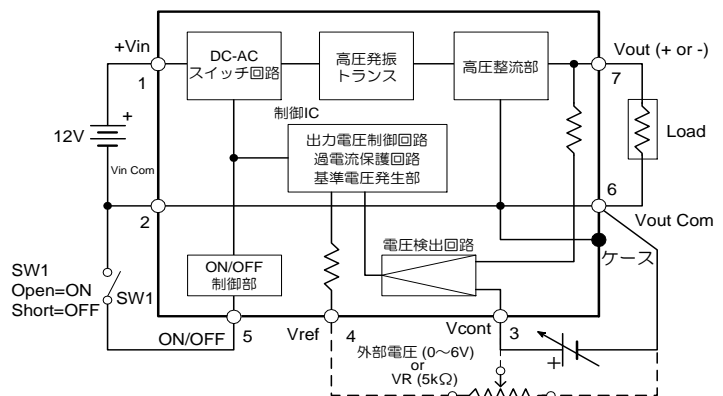 +Vin
1
DC-AC
スイッチ回路
高圧発振
トランス
高圧整流部
Vout (+ or -)
7
制御IC
12V
+
出力電圧制御回路
過電流保護回路
基準電圧発生部
Load
Vin Com
2
6
Vout Com
電圧検出回路
ケース
SW1
Open=ON
Short=OFF
SW1
ON/OFF
制御部
ON/OFF
5
Vref
4
Vcont
3
外部電圧 (0～6V)
or
VR (5kΩ)
+